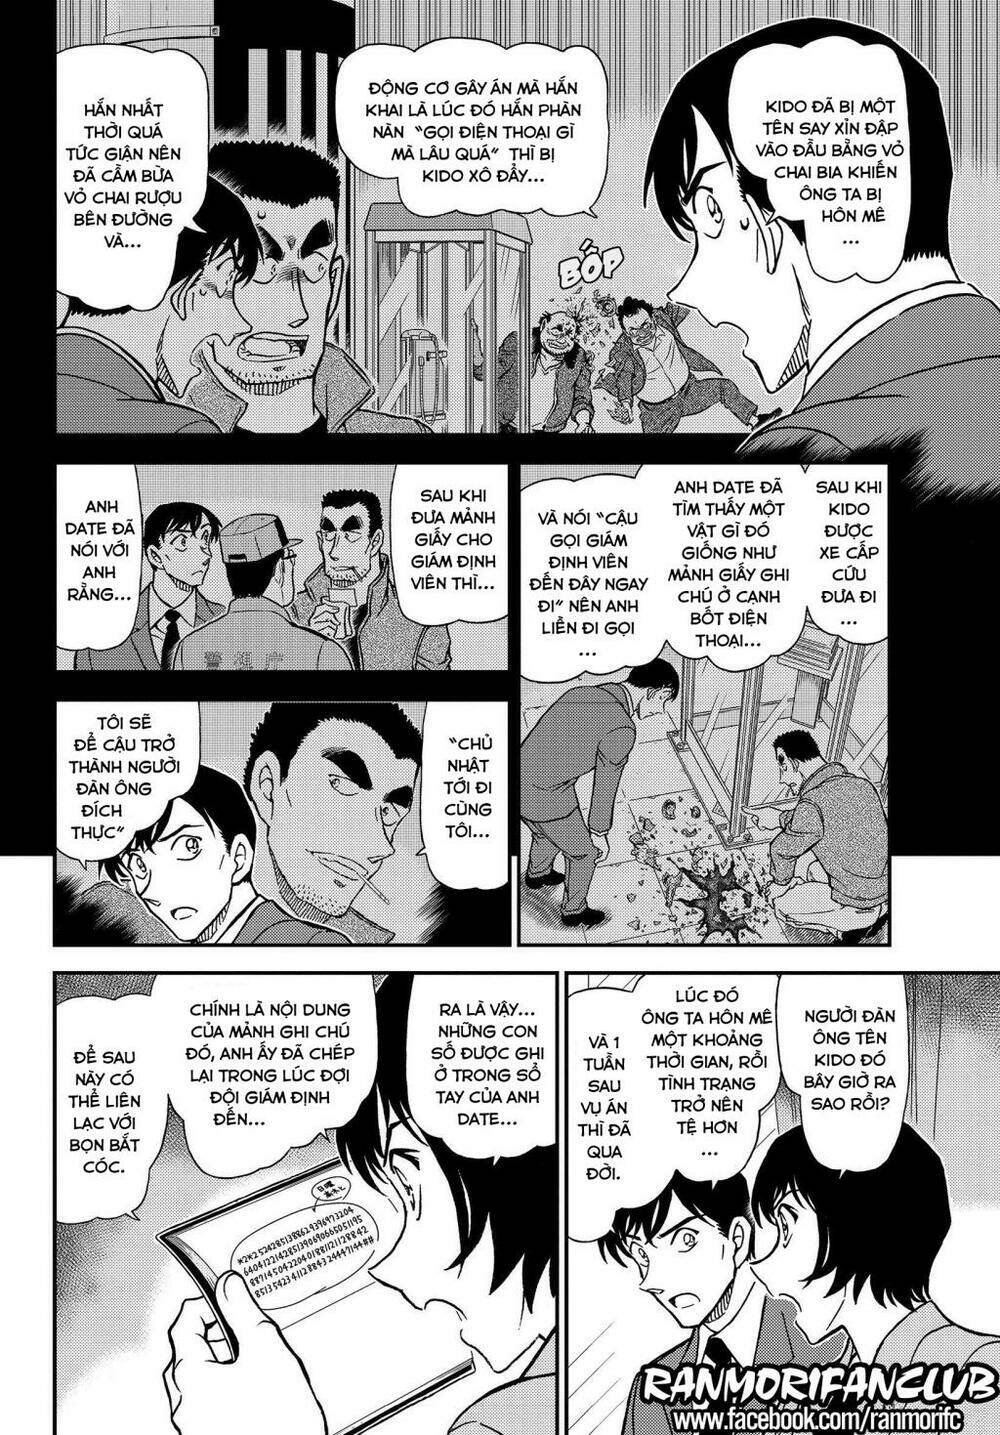 KIDO ĐÃ BỊ MỘT
TÊN SAY XỈN ĐẬP
VÀO ĐẦU BẰNG VỎ
CHAI BIA KHIẾN
ÔNG TA BỊ
HÔN MÊ
...
ĐỘNG CƠ GÂY ÁN MÀ HẮN
KHAI LÀ LÚC ĐÓ HẮN PHÀN
NÀN “GỌI ĐIỆN THOẠI GÌ
MÀ LÂU QUÁ” THÌ BỊ
KIDO XÔ ĐẨY...
BỐP
HẮN NHẤT
THỜI QUÁ
TỨC GIẬN NÊN
ĐÃ CẦM BỪA
VỎ CHAI RƯỢU
BÊN ĐƯỜNG
VÀ...
SAU KHI
KIDO
ĐƯỢC
XE CẤP
CỨU
ĐƯA ĐI
...
ANH DATE ĐÃ
TÌM THẤY MỘT
VẬT GÌ ĐÓ
GIỐNG NHƯ
MẢNH GIẤY GHI
CHÚ Ở CẠNH
BỐT ĐIỆN
THOẠI...
VÀ NÓI “CẬU
GỌI GIÁM
ĐỊNH VIÊN
ĐẾN ĐÂY NGAY
ĐI” NÊN ANH
LIỀN ĐI GỌI
...
SAU KHI
ĐƯA MẢNH
GIẤY CHO
GIÁM ĐỊNH
VIÊN THÌ...
ANH
DATE ĐÃ
NÓI VỚI
ANH
RẰNG...
警視庁
“CHỦ
NHẬT
TỚI ĐI
CÙNG
TÔI...
TÔI SẼ
ĐỂ CẬU TRỞ
THÀNH NGƯỜI
ĐÀN ÔNG
ĐÍCH
THỰC”
NGƯỜI ĐÀN
ÔNG TÊN
KIDO ĐÓ
BÂY GIỜ RA
SAO RỒI?
LÚC ĐÓ
ÔNG TA HÔN MÊ
MỘT KHOẢNG
THỜI GIAN, RỒI
TÌNH TRẠNG
TRỞ NÊN
TỆ HƠN
...
VÀ 1
TUẦN
SAU
VỤ ÁN
THÌ ĐÃ
QUA
ĐỜI.
RA LÀ VẬY...
NHỮNG CON
SỐ ĐƯỢC GHI
Ở TRONG SỔ
TAY CỦA ANH
DATE...
CHÍNH LÀ NỘI DUNG
CỦA MẢNH GHI CHÚ
ĐÓ, ANH ẤY ĐÃ CHÉP
LẠI TRONG LÚC ĐỢI
ĐỘI GIÁM ĐỊNH
ĐẾN...
ĐỂ SAU
NÀY CÓ
THỂ LIÊN
LẠC VỚI
BỌN BẮT
CÓC.
日曜
RANMORIFANCLUB
www.facebook.com/ranmorifc